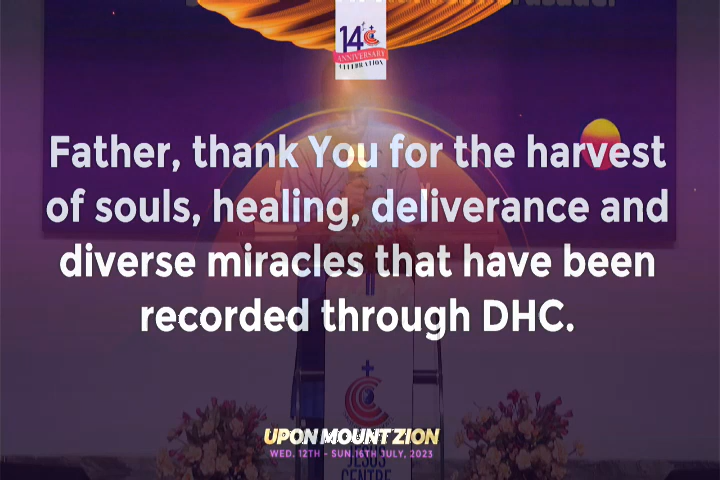 14
ANNIVERSARY
CELEBRATION
Father, thank You for the harvest
of souls, healing, deliverance and
diverse miracles that have been
recorded through DHC.
UPON MOUNT ZION
WED. 12TH - SUN.16TH JULY, 2023
JESUS
CENTRE